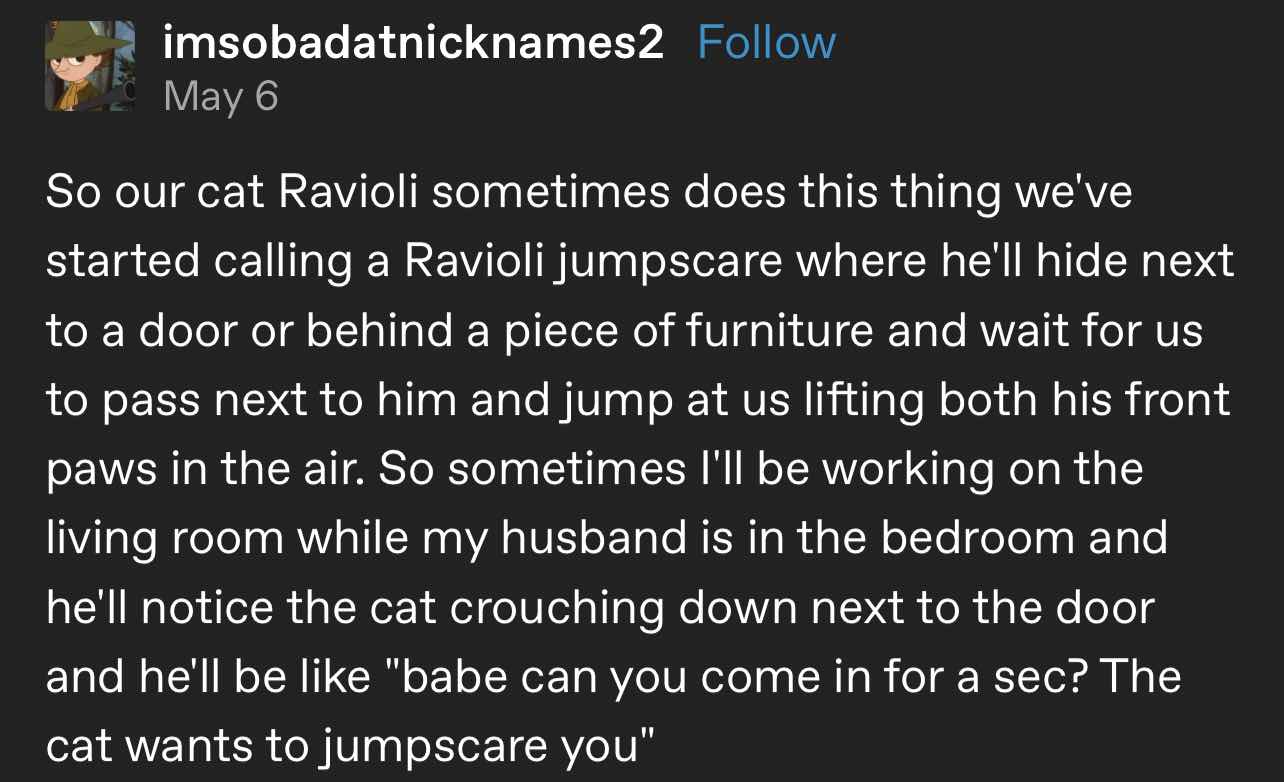 imsobadatnicknames2 Follow
May 6
So our cat Ravioli sometimes does this thing we've
started calling a Ravioli jumpscare where he'll hide next
to a door or behind a piece of furniture and wait for us
to pass next to him and jump at us lifting both his front
paws in the air. So sometimes I'll be working on the
living room while my husband is in the bedroom and
he'll notice the cat crouching down next to the door
and he'll be like "babe can you come in for a sec? The
cat wants to jumpscare you"